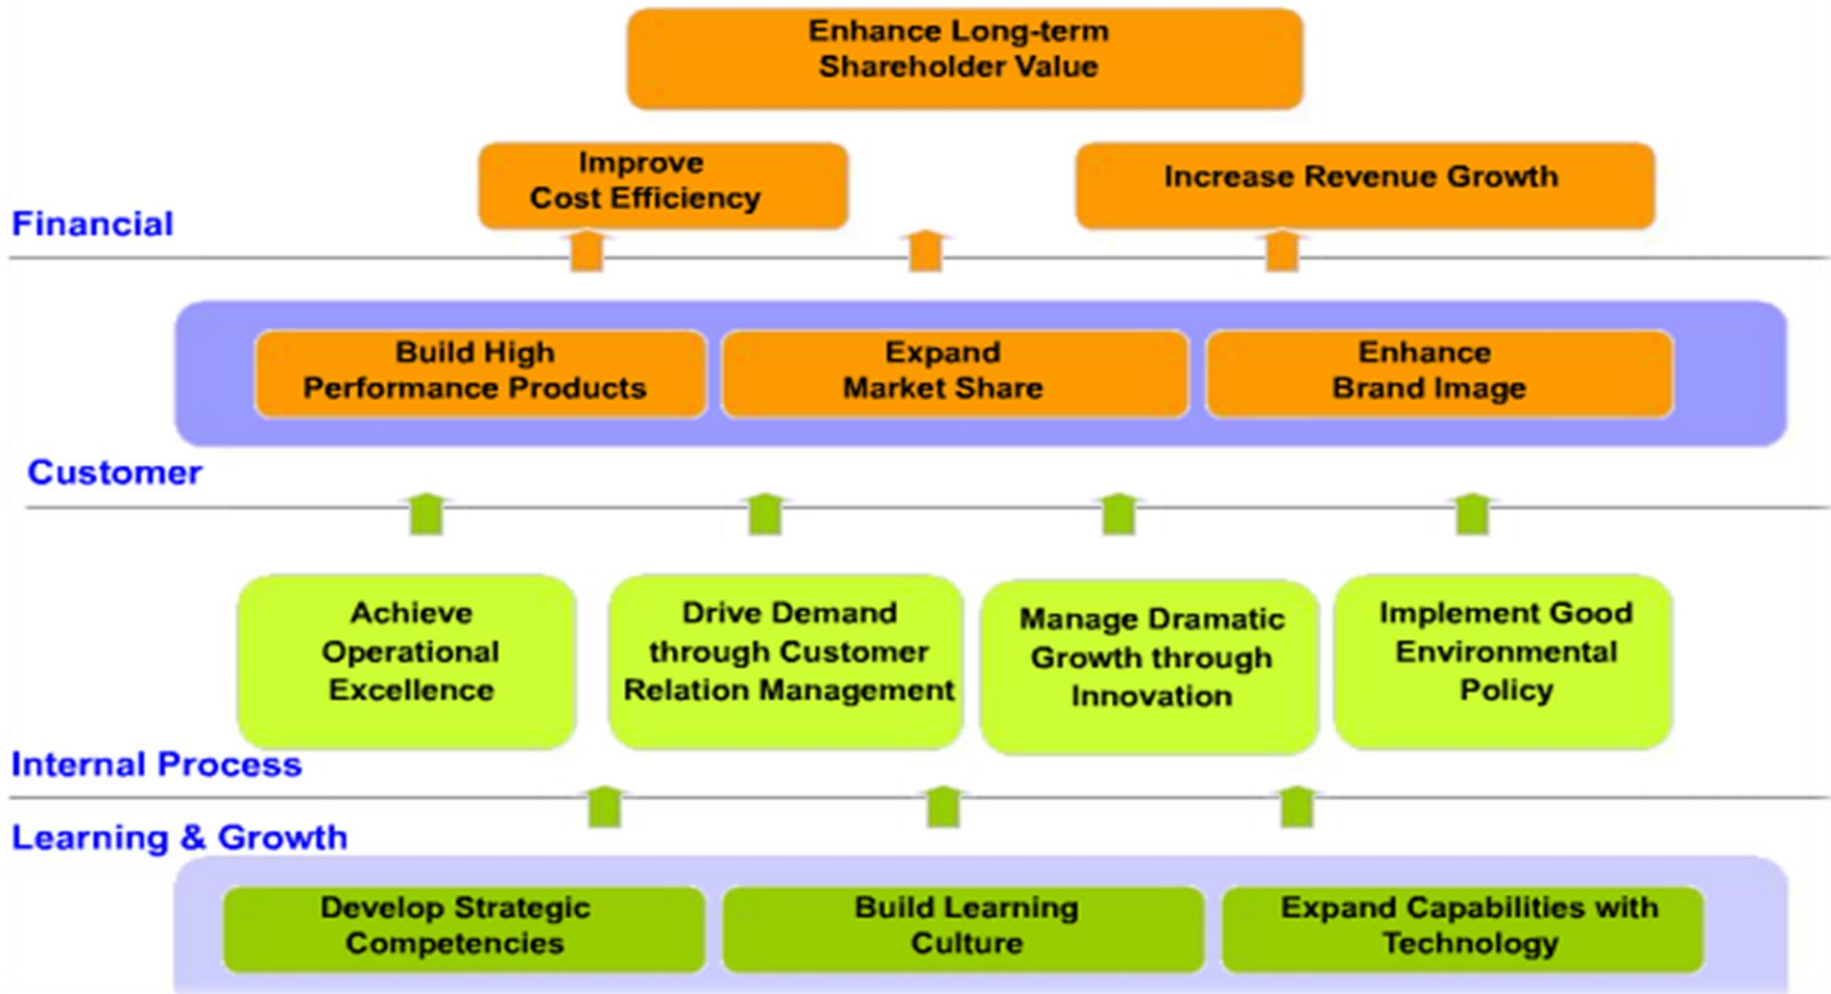 Enhance Long-term
Shareholder Value
Improve
Cost Efficiency
Increase Revenue Growth
Financial
Build High
Performance Products
Expand
Market Share
Enhance
Brand Image
Customer
Achieve
Operational
Excellence
Drive Demand
through Customer
Relation Management
Manage Dramatic
Growth through
Innovation
Implement Good
Environmental
Policy
Internal Process
Learning & Growth
Develop Strategic
Competencies
Build Learning
Culture
Expand Capabilities with
Technology